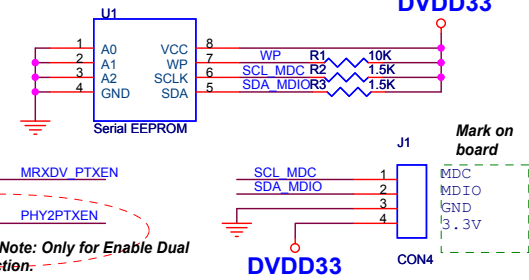 DVDD33
U1
1 A0 VCC 8
2 A1 WP 7 WP R1 10K
3 A2 SCLK 6 SCL_MDC R2 1.5K
4 GND SDA 5 SDA_MDIO R3 1.5K
Serial EEPROM
J1
Mark on
board
MRXDV_PTXEN
SCL_MDC 1 MDC
SDA_MDIO 2 MDIO
3 GND
PHY2PTXEN
4 3.3V
Note: Only for Enable Dual
ction.
DVDD33
CON4